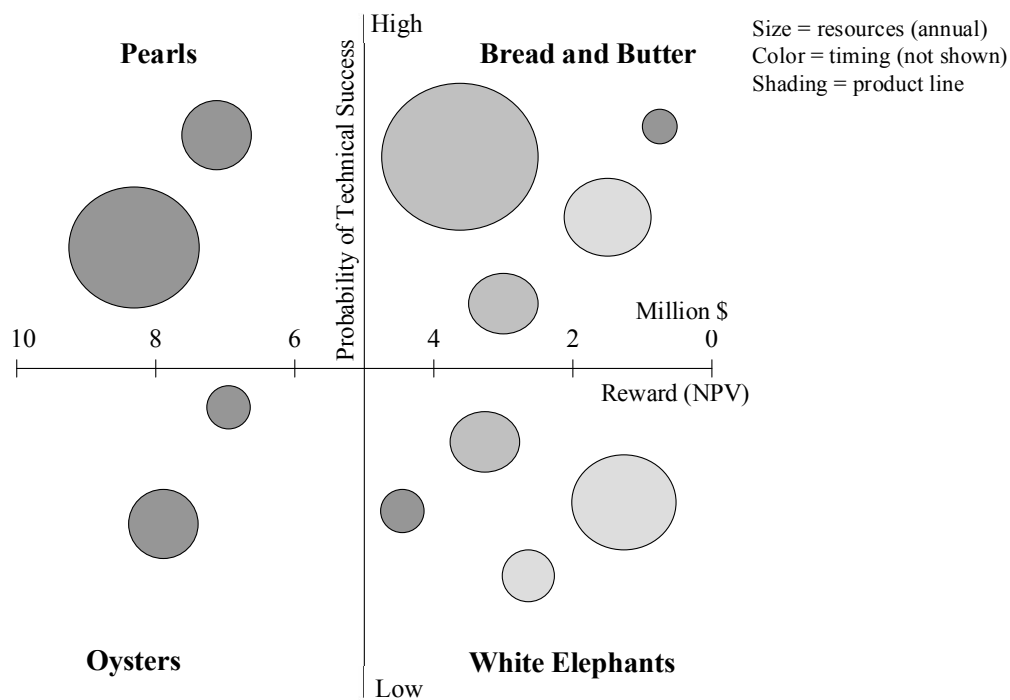 High
Pearls
Bread and Butter
Size = resources (annual)
Color = timing (not shown)
Shading = product line
Probability of Technical Success
Million $
10 8 6 4 2 0
Reward (NPV)
Oysters
White Elephants
Low